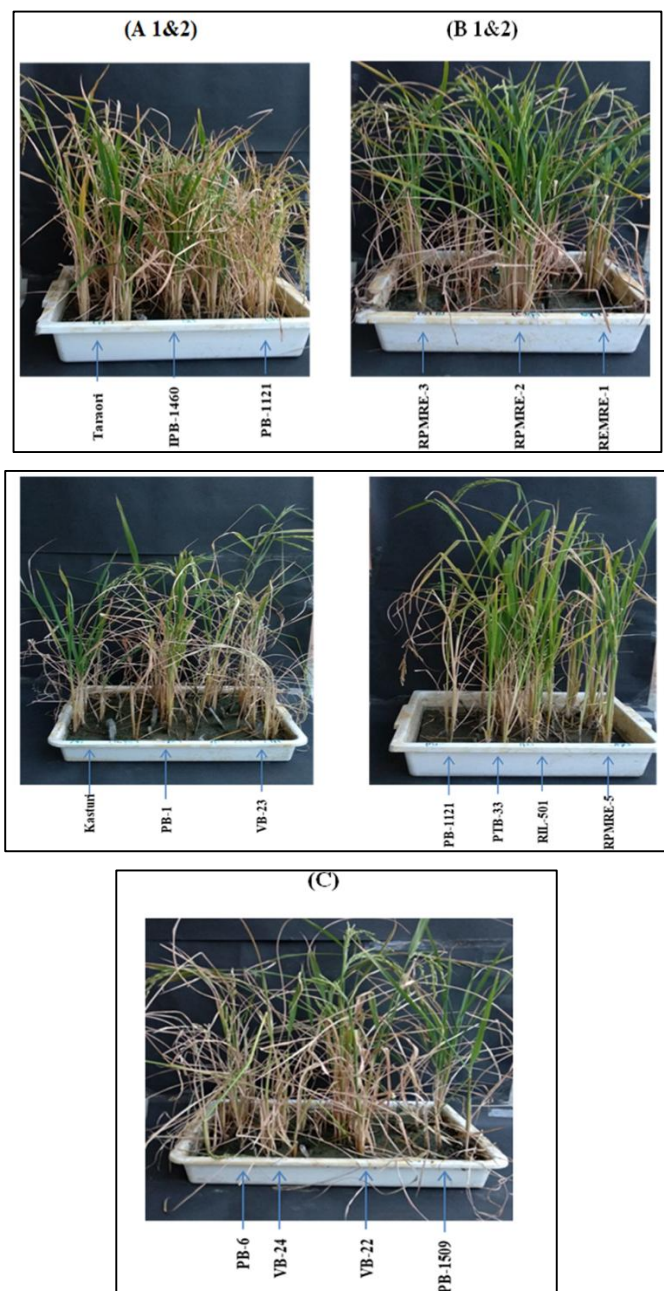 (A 1&2)
(B 1&2)
Taraori
IPB-1460
PB-1121
RPMRE-3
RPMRE-2
REMRE-1
Kasturi
PB-1
VB-23
PB-1121
PTB-33
RIL-501
RPMRE-5
(C)
PB-6
VB-24
VB-22
PB-1509